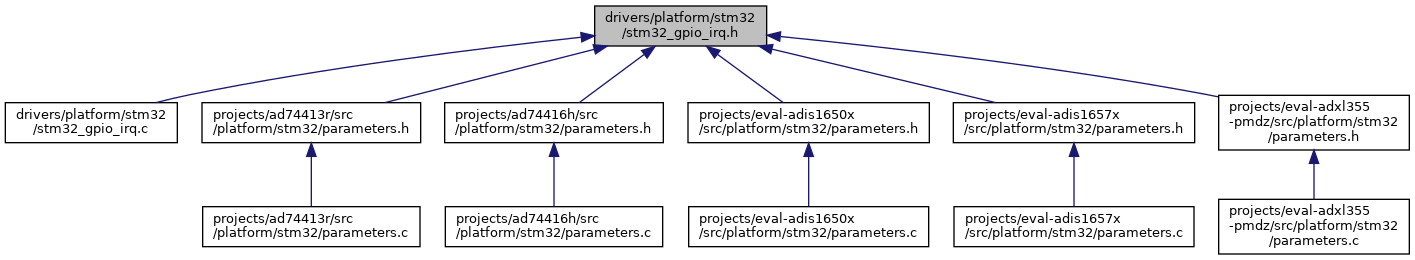 drivers/platform/stm32
/stm32_gpio_irq.h
drivers/platform/stm32
/stm32_gpio_irq.c
projects/ad74413r/src
/platform/stm32/parameters.h
projects/ad74416h/src
/platform/stm32/parameters.h
projects/eval-adis1650x
/src/platform/stm32/parameters.h
projects/eval-adis1657x
/src/platform/stm32/parameters.h
projects/eval-adxl355
-pmdz/src/platform/stm32
/parameters.h
projects/ad74413r/src
/platform/stm32/parameters.c
projects/ad74416h/src
/platform/stm32/parameters.c
projects/eval-adis1650x
/src/platform/stm32/parameters.c
projects/eval-adis1657x
/src/platform/stm32/parameters.c
projects/eval-adxl355
-pmdz/src/platform/stm32
/parameters.c